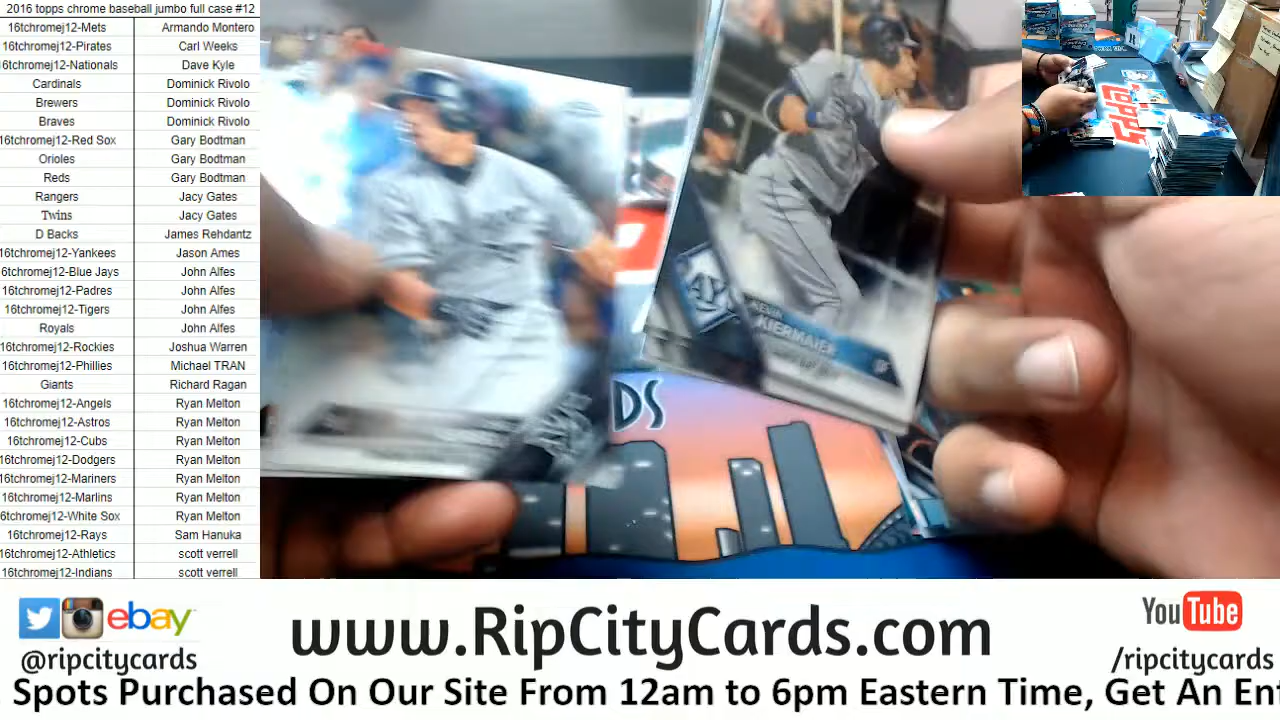 2016 topps chrome baseball jumbo full case #12
16tchromej12-Mets Armando Montero
16tchromej12-Pirates Carl Weeks
6tchromej12-Nationals Dave Kyle
Cardinals Dominick Rivolo
Brewers Dominick Rivolo
Braves Dominick Rivolo
16tchromej12-Red Sox Gary Bodtman
Orioles Gary Bodtman
Reds Gary Bodtman
Rangers Jacy Gates
Twins Jacy Gates
D Backs James Rehdantz
16tchromej12-Yankees Jason Ames
6tchromej12-Blue Jays John Alfes
16tchromej12-Padres John Alfes
16tchromej12-Tigers John Alfes
Royals John Alfes
16tchromej12-Rockies Joshua Warren
16tchromej12-Phillies Michael TRAN
Giants Richard Ragan
16tchromej12-Angels Ryan Melton
16tchromej12-Astros Ryan Melton
16tchromej12-Cubs Ryan Melton
16tchromej12-Dodgers Ryan Melton
16tchromej12-Mariners Ryan Melton
16tchromej12-Marlins Ryan Melton
6tchromej12-White Sox Ryan Melton
16tchromej12-Rays Sam Hanuka
16tchromej12-Athletics scott verrell
16tchromej12-Indians scott verrell
KEVIN
KIERMAIER
DS
ebay
@ripcitycards
www.RipCityCards.com
YouTube
/ripcitycards
Spots Purchased On Our Site From 12am to 6pm Eastern Time, Get An Ent